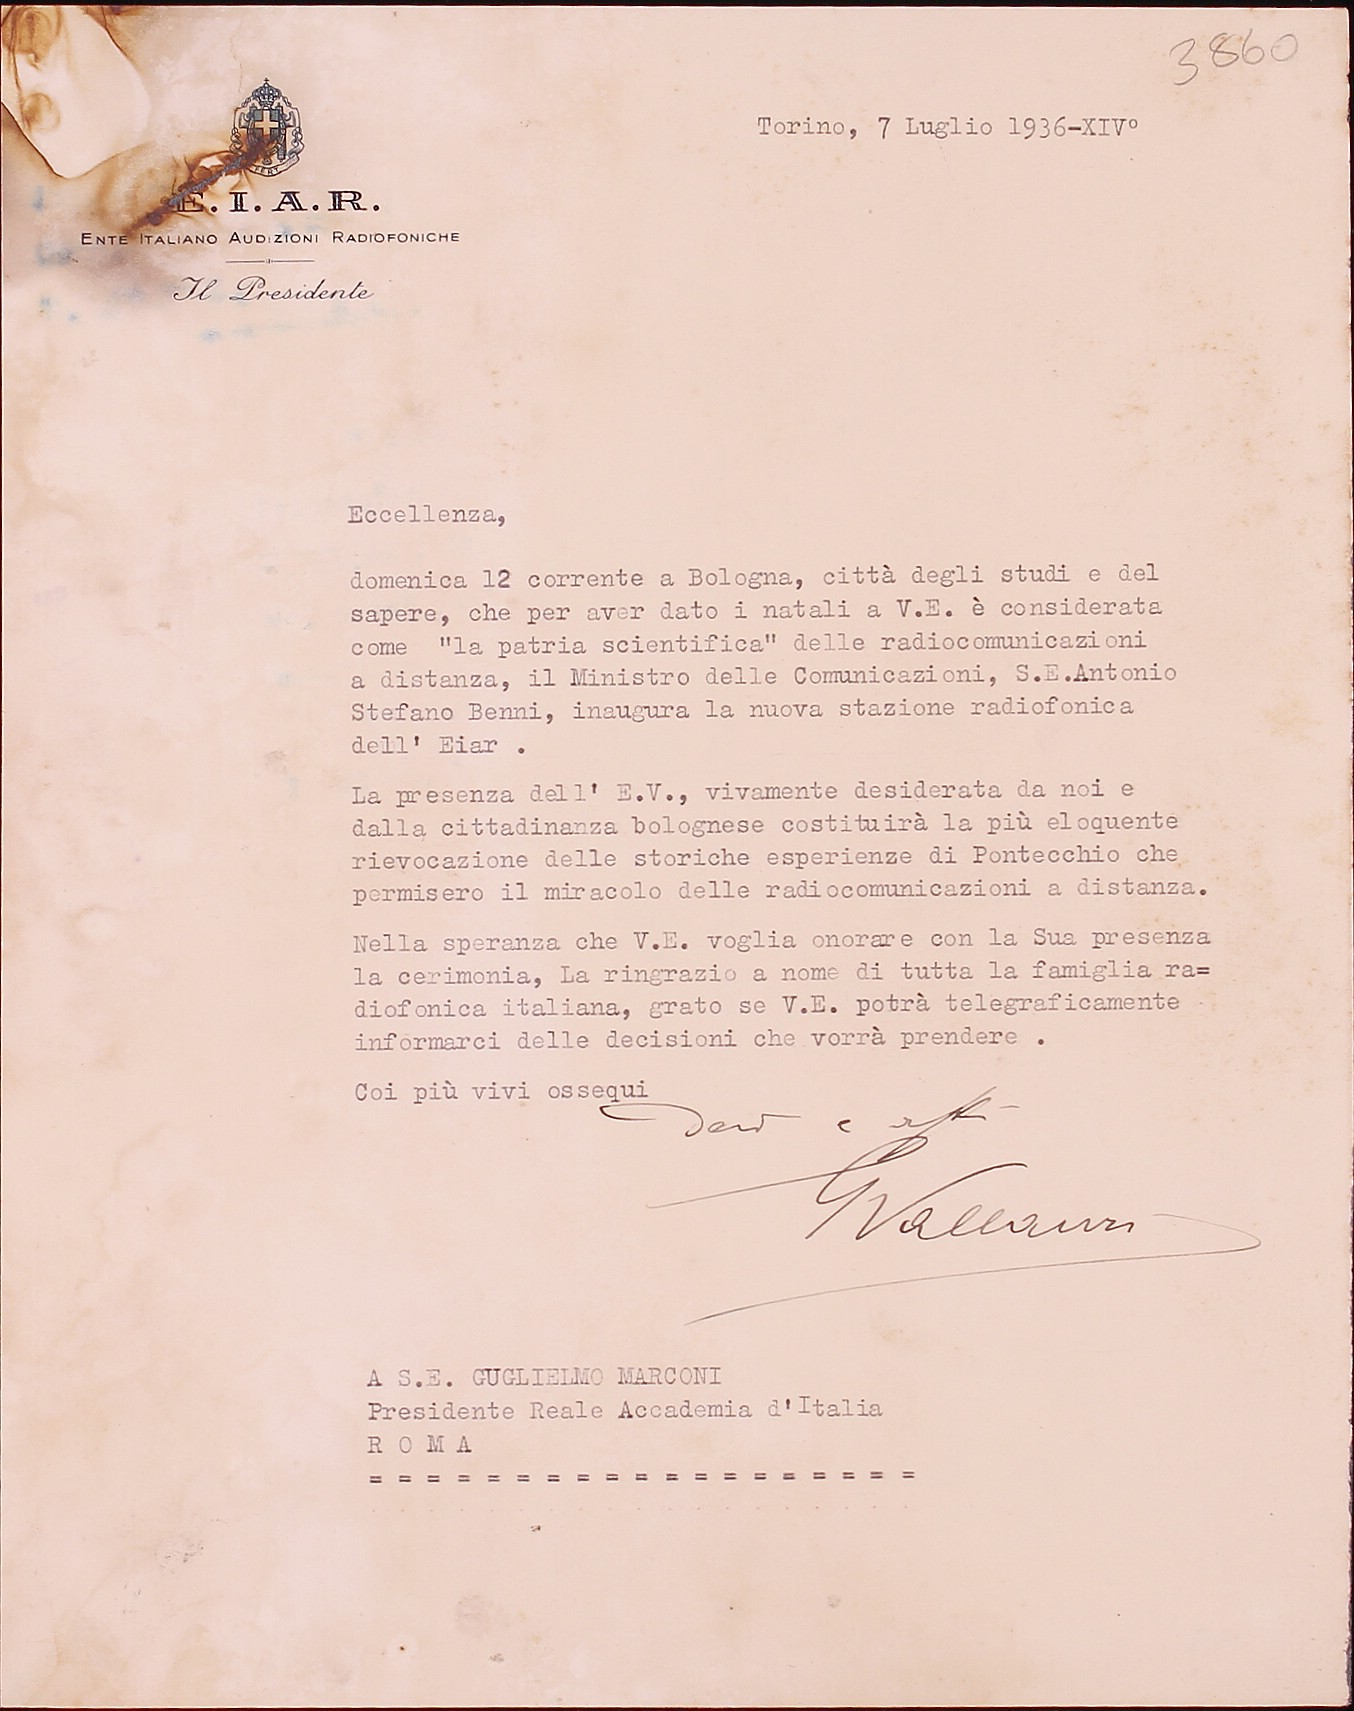 3860
Torino, 7 Luglio 1936-XIV°
FERT
E.I.A.R.
ENTE ITALIANO AUDIZIONI RADIOFONICHE
Il Presidente
Eccellenza,
domenica 12 corrente a Bologna, città degli studi e del
sapere, che per aver dato i natali a V.E. è considerata
come "la patria scientifica" delle radiocomunicazioni
a distanza, il Ministro delle Comunicazioni, S.E.Antonio
Stefano Benni, inaugura la nuova stazione radiofonica
dell' Eiar .
La presenza dell' E.V., vivamente desiderata da noi e
dalla cittadinanza bolognese costituirà la più eloquente
rievocazione delle storiche esperienze di Pontecchio che
permisero il miracolo delle radiocomunicazioni a distanza.
Nella speranza che V.E. voglia onorare con la Sua presenza
la cerimonia, La ringrazio a nome di tutta la famiglia ra=
diofonica italiana, grato se V.E. potrà telegraficamente
informarci delle decisioni che vorrà prendere .
Coi più vivi ossequi
GVallauri
A S.E. GUGLIELMO MARCONI
Presidente Reale Accademia d'Italia
R O M A
= = = = = = = = = = = = = = = = = = =